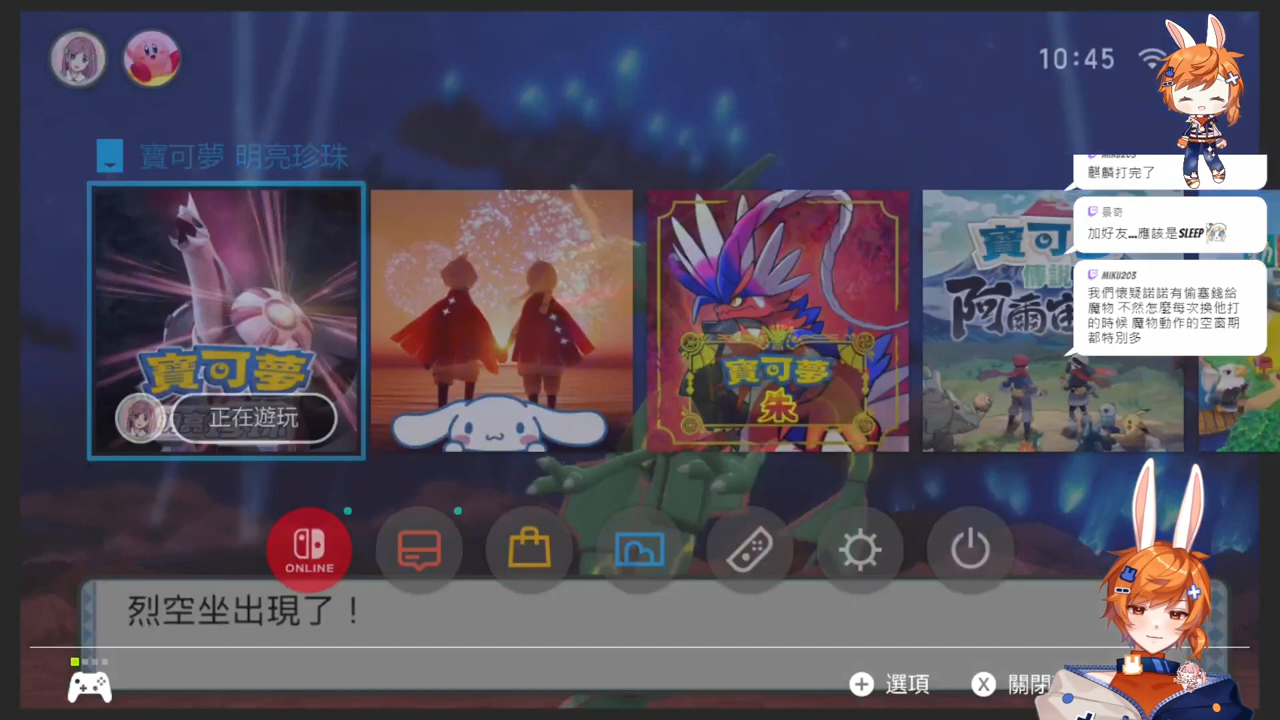 10:45
寶可夢 明亮珍珠
寶可夢
正在遊玩
寶可夢
朱
寶可
阿爾宙
MIKU203
麒麟打完了
景奇
加好友...應該是SLEEP
MIKU203
我們懷疑諾諾有偷塞錢給
魔物 不然怎麼每次換他打
的時候 魔物動作的空窗期
都特別多
ONLINE
烈空坐出現了！
+ 選項
X 關閉